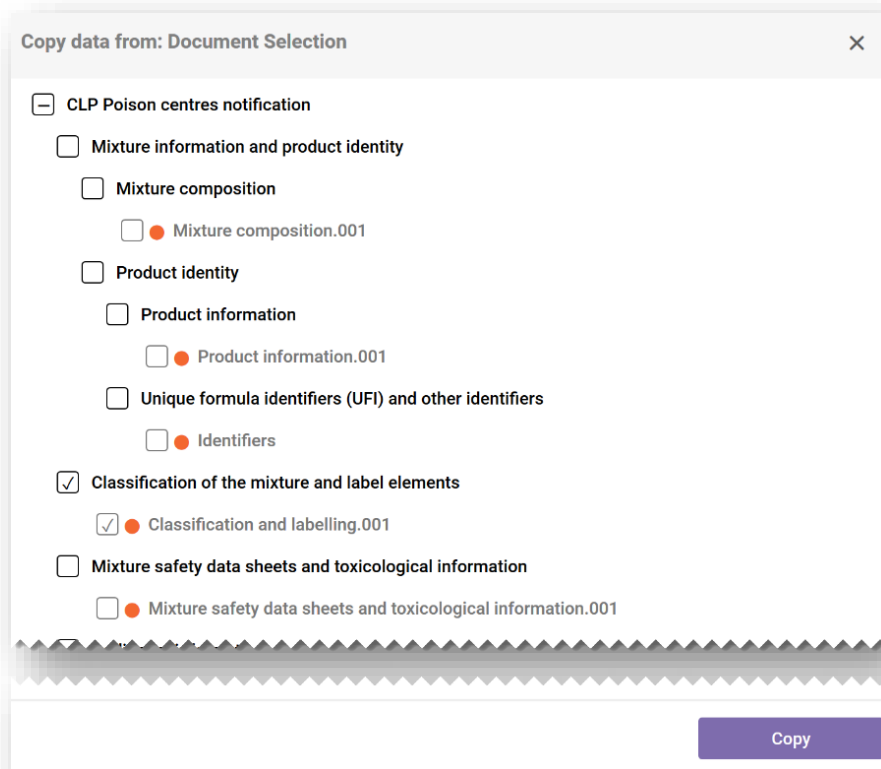 Copy data from: Document Selection
CLP Poison centres notification
Mixture information and product identity
Mixture composition
Mixture composition.001
Product identity
Product information
Product information.001
Unique formula identifiers (UFI) and other identifiers
Identifiers
Classification of the mixture and label elements
Classification and labelling.001
Mixture safety data sheets and toxicological information
Mixture safety data sheets and toxicological information.001
Copy